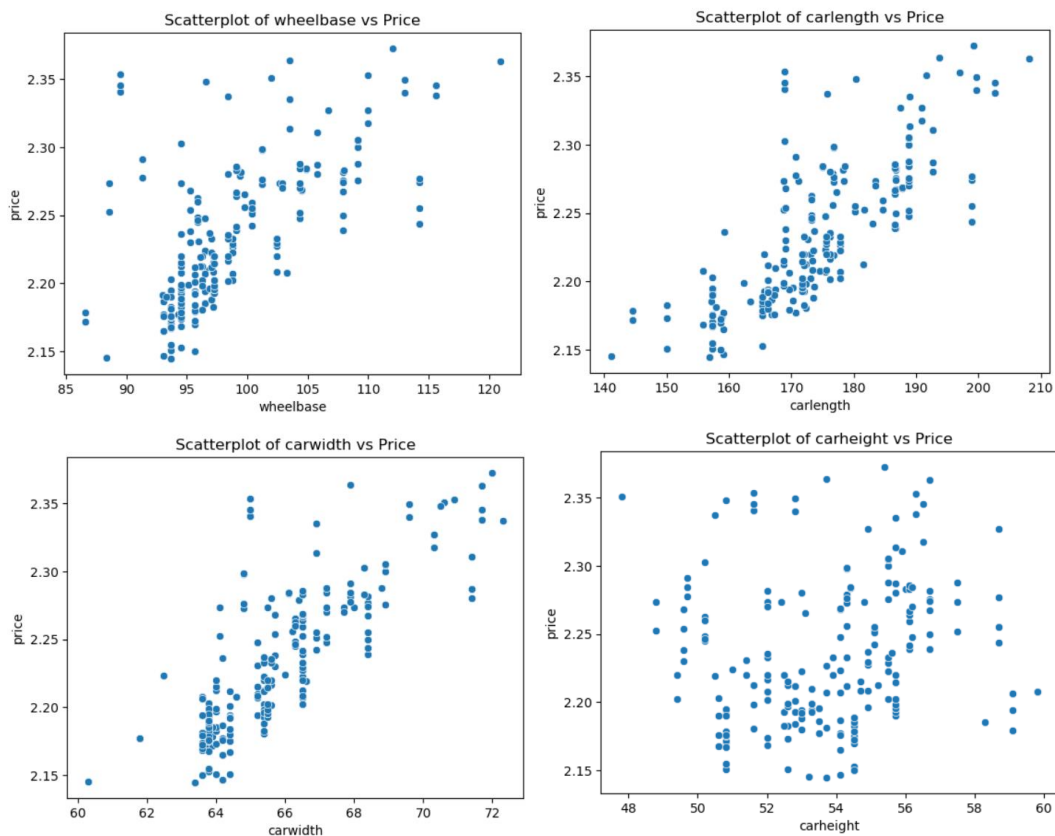 Scatterplot of wheelbase vs Price
price
2.35
2.30
2.25
2.20
2.15
85 90 95 100 105 110 115 120
wheelbase
Scatterplot of carlength vs Price
price
2.35
2.30
2.25
2.20
2.15
140 150 160 170 180 190 200 210
carlength
Scatterplot of carwidth vs Price
price
2.35
2.30
2.25
2.20
2.15
60 62 64 66 68 70 72
carwidth
Scatterplot of carheight vs Price
price
2.35
2.30
2.25
2.20
2.15
48 50 52 54 56 58 60
carheight